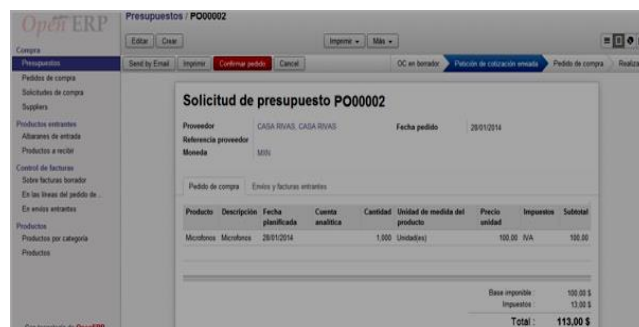 Open ERP
Presupuestos / PO00002
Editar Crear Imprimir Más
Send by Email Imprimir Confirmar pedido Cancel OC en borrador Petición de cotización enviada Pedido de compra Realiza
Compra
Presupuestos
Pedidos de compra
Solicitudes de compra
Suppliers
Productos entrantes
Albaranes de entrada
Productos a recibir
Control de facturas
Sobre facturas borrador
En las líneas del pedido de ...
En envíos entrantes
Productos
Productos por categoría
Productos
Solicitud de presupuesto PO00002
Proveedor CASA RIVAS, CASA RIVAS Fecha pedido 28/01/2014
Referencia proveedor
Moneda MXN
Pedido de compra Envíos y facturas entrantes
Producto Descripción Fecha planificada Cuenta analítica Cantidad Unidad de medida del producto Precio unidad Impuestos Subtotal
Microfonos Microfonos 28/01/2014 1,000 Unidad(es) 100,00 IVA 100,00
Base imponible : 100,00 $
Impuestos : 13,00 $
Total : 113,00 $
OpenERP